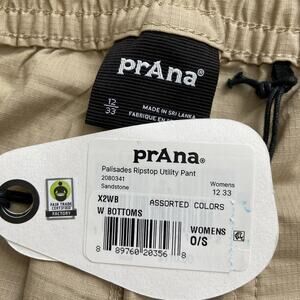 prAna®
12
33
MADE IN SRI LANKA
FABRIQUÉ EN
prAna®
Palisades Ripstop Utility Pant
2080341
Sandstone
Womens
12 33
X2WB
ASSORTED COLORS
W BOTTOMS
WOMENS
O/S
8 89760 20356 8
FAIR TRADE
CERTIFIED
FACTORY